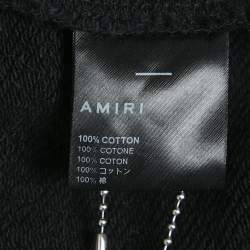 AMIRI
100% COTTON
100% COTONE
100% COTON
100% コットン
100% 棉